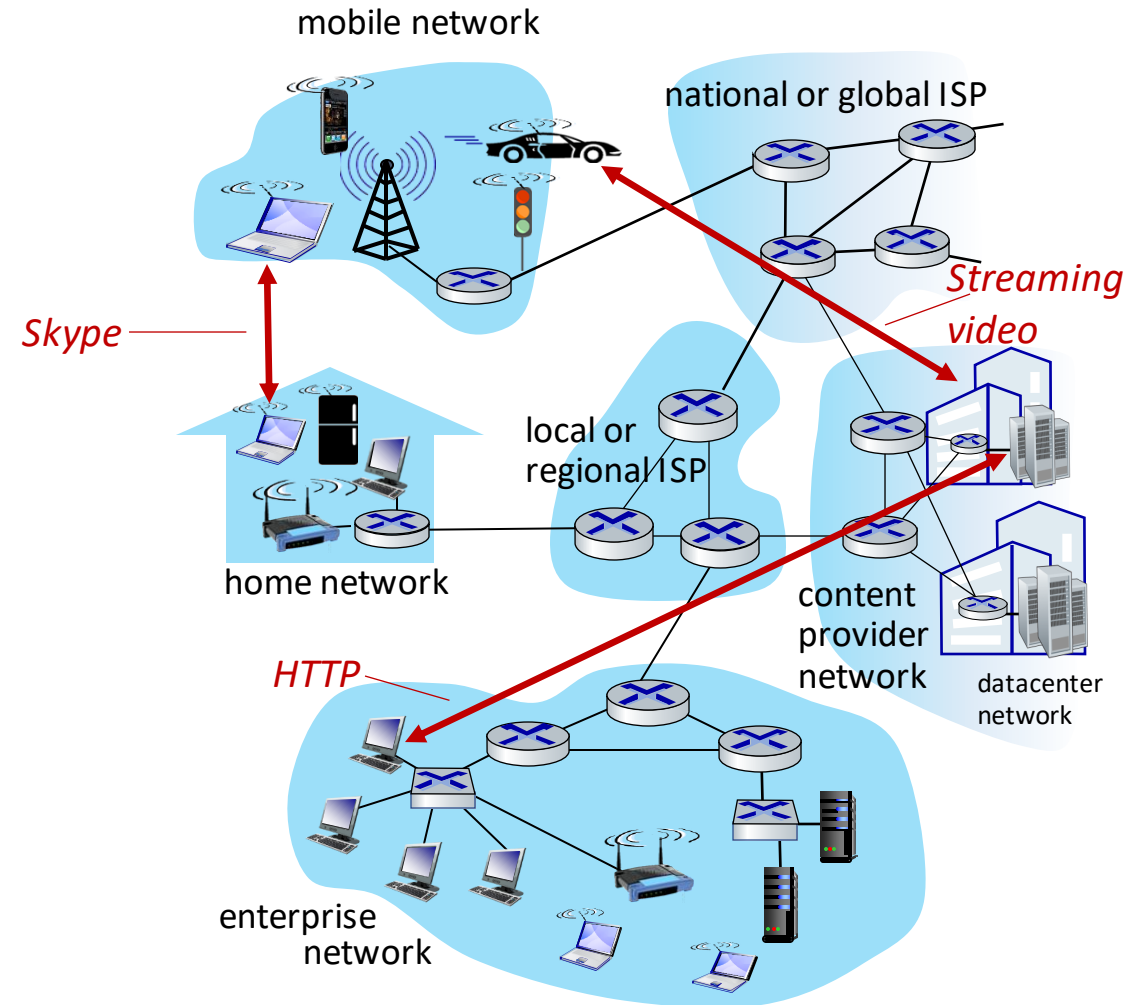 mobile network
national or global ISP
Streaming
video
Skype
local or
regional ISP
home network
content
provider
network
datacenter
network
HTTP
enterprise
network